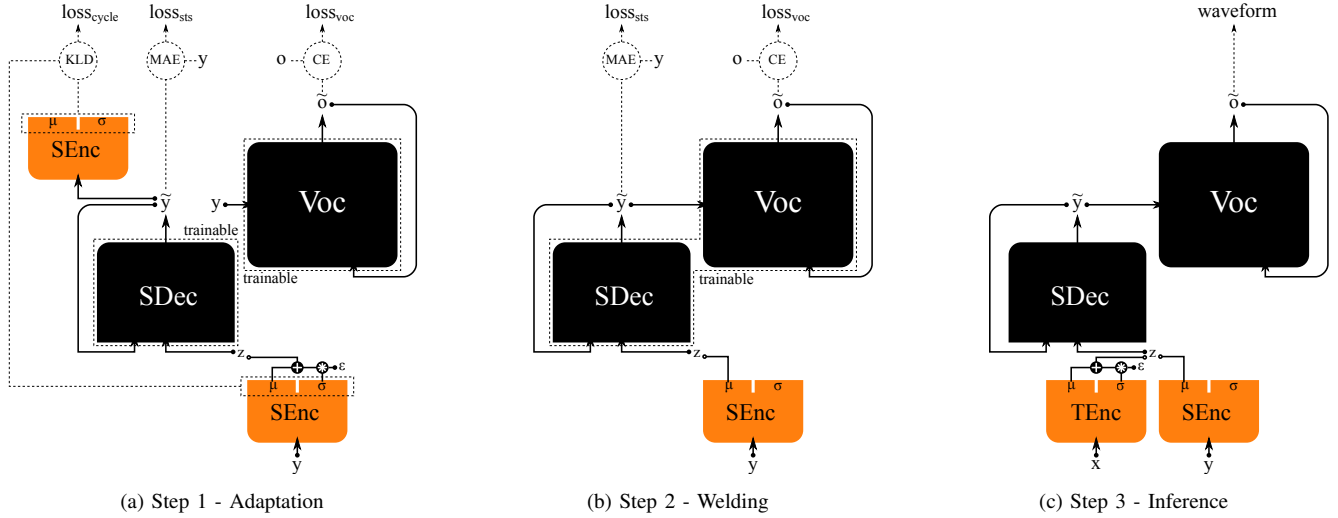 loss_cycle loss_sts loss_voc
KLD MAE y o CE
õ
μ σ
SEnc
ỹ y Voc
trainable
trainable
SDec
z
ε
μ σ
SEnc
y
(a) Step 1 - Adaptation
loss_sts loss_voc
MAE y o CE
õ
Voc
ỹ
trainable
SDec
z
μ σ
SEnc
y
(b) Step 2 - Welding
waveform
õ
Voc
ỹ
SDec
z
ε
μ σ μ σ
TEnc SEnc
x y
(c) Step 3 - Inference